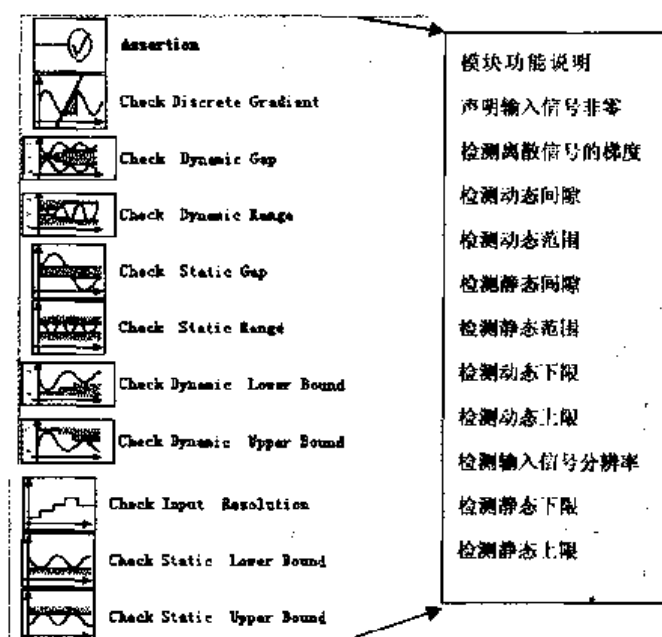 Assertion
Check Discrete Gradient
Check Dynamic Gap
Check Dynamic Range
Check Static Gap
Check Static Range
Check Dynamic Lower Bound
Check Dynamic Upper Bound
Check Input Resolution
Check Static Lower Bound
Check Static Upper Bound
模块功能说明
声明输入信号非零
检测离散信号的梯度
检测动态间隙
检测动态范围
检测静态间隙
检测静态范围
检测动态下限
检测动态上限
检测输入信号分辨率
检测静态下限
检测静态上限